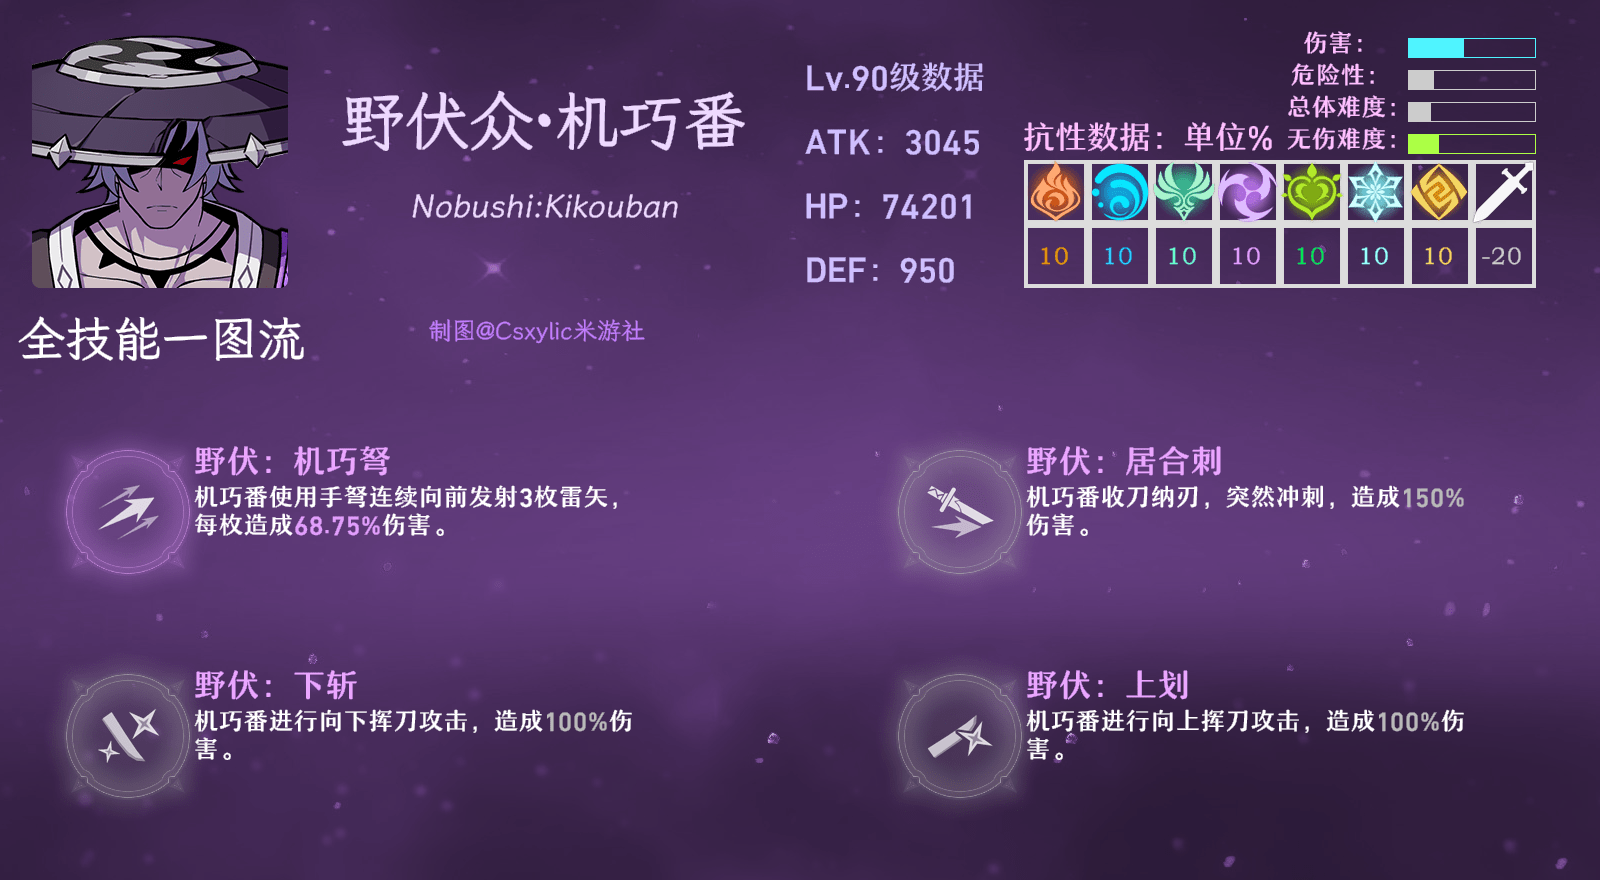 野伏众·机巧番
Nobushi:Kikouban
全技能一图流
制图@Csxylic米游社
Lv.90级数据
ATK：3045
HP：74201
DEF：950
伤害：
危险性：
总体难度：
无伤难度：
抗性数据：单位%
10 10 10 10 10 10 10 -20
野伏：机巧弩
机巧番使用手弩连续向前发射3枚雷矢，
每枚造成68.75%伤害。
野伏：居合刺
机巧番收刀纳刃，突然冲刺，造成150%
伤害。
野伏：下斩
机巧番进行向下挥刀攻击，造成100%伤
害。
野伏：上划
机巧番进行向上挥刀攻击，造成100%伤
害。